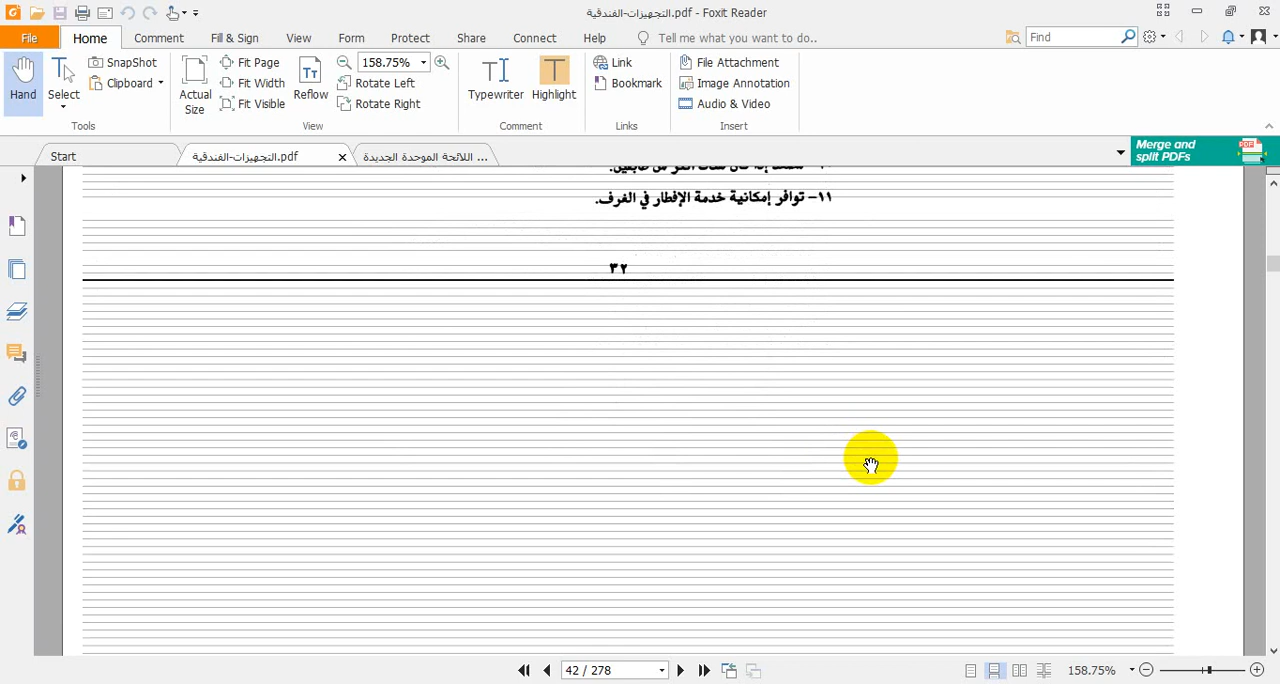 التجهيزات-الفندقية.pdf - Foxit Reader
File
Home
Comment
Fill & Sign
View
Form
Protect
Share
Connect
Help
Tell me what you want to do..
Find
Hand
Select
SnapShot
Clipboard
Tools
Actual Size
Fit Page
Fit Width
Fit Visible
Reflow
158.75%
Rotate Left
Rotate Right
View
Typewriter
Highlight
Comment
Link
Bookmark
Links
File Attachment
Image Annotation
Audio & Video
Insert
Start
التجهيزات-الفندقية.pdf
اللائحة الموحدة الجديدة ...
Merge and
split PDFs
١١- توافر إمكانية خدمة الإفطار في الغرف.
٣٢
42 / 278
158.75%